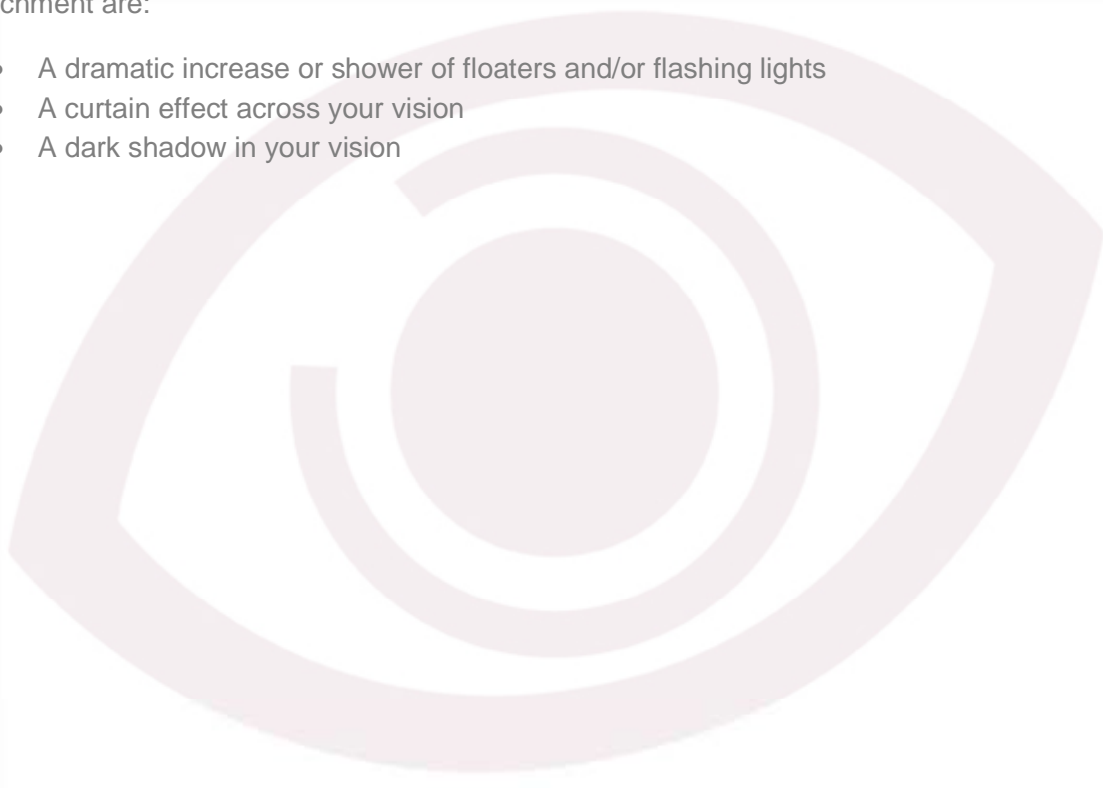 chment are:
• A dramatic increase or shower of floaters and/or flashing lights
• A curtain effect across your vision
• A dark shadow in your vision